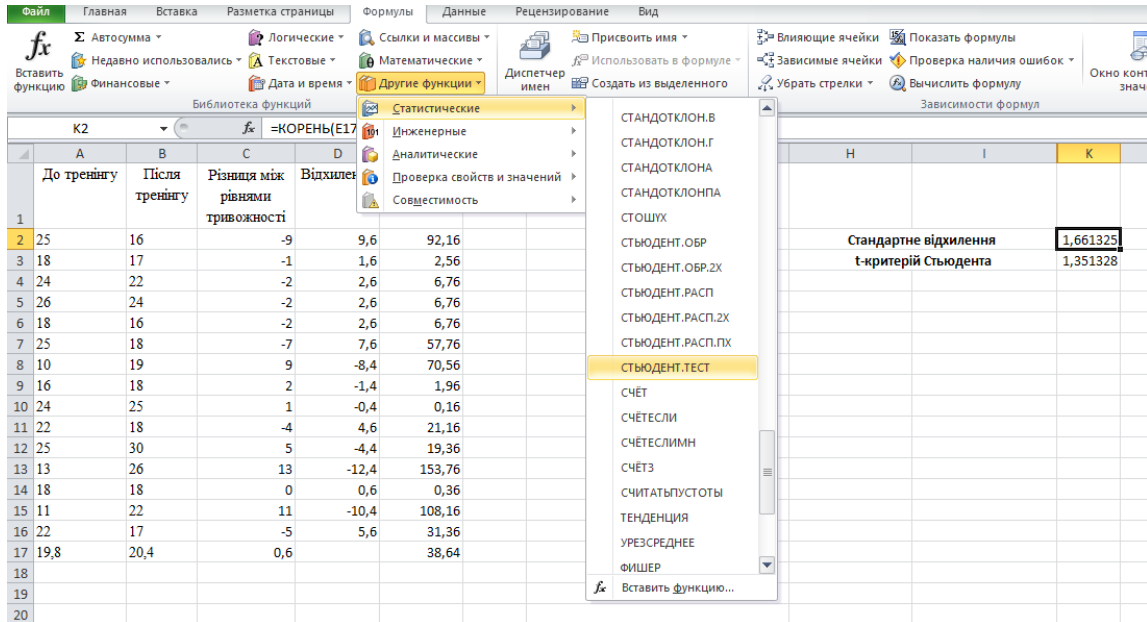 Файл Главная Вставка Разметка страницы Формулы Данные Рецензирование Вид
fx Σ Автосумма Логические Ссылки и массивы Присвоить имя Влияющие ячейки Показать формулы
Недавно использовались Текстовые Математические Использовать в формуле Зависимые ячейки Проверка наличия ошибок
Вставить функцию Финансовые Дата и время Другие функции Диспетчер имен Создать из выделенного Убрать стрелки Вычислить формулу Окно
Библиотека функций Зависимости формул
K2 fx =КОРЕНЬ(E17
Статистические
Инженерные
Аналитические
Проверка свойств и значений
Совместимость
СТАНДОТКЛОН.В
СТАНДОТКЛОН.Г
СТАНДОТКЛОНА
СТАНДОТКЛОНПА
СТОШYX
СТЬЮДЕНТ.ОБР
СТЬЮДЕНТ.ОБР.2Х
СТЬЮДЕНТ.РАСП
СТЬЮДЕНТ.РАСП.2Х
СТЬЮДЕНТ.РАСП.ПХ
СТЬЮДЕНТ.ТЕСТ
СЧЁТ
СЧЁТЕСЛИ
СЧЁТЕСЛИМН
СЧЁТЗ
СЧИТАТЬПУСТОТЫ
ТЕНДЕНЦИЯ
УРЕЗСРЕДНЕЕ
ФИШЕР
fx Вставить функцию...
A B C D H I K
1 До тренінгу Після тренінгу Різниця між рівнями тривожності
2 25 16 -9 9,6 92,16 Стандартне відхилення 1,661325
3 18 17 -1 1,6 2,56 t-критерій Стьюдента 1,351328
4 24 22 -2 2,6 6,76
5 26 24 -2 2,6 6,76
6 18 16 -2 2,6 6,76
7 25 18 -7 7,6 57,76
8 10 19 9 -8,4 70,56
9 16 18 2 -1,4 1,96
10 24 25 1 -0,4 0,16
11 22 18 -4 4,6 21,16
12 25 30 5 -4,4 19,36
13 13 26 13 -12,4 153,76
14 18 18 0 0,6 0,36
15 11 22 11 -10,4 108,16
16 22 17 -5 5,6 31,36
17 19,8 20,4 0,6 38,64
18
19
20